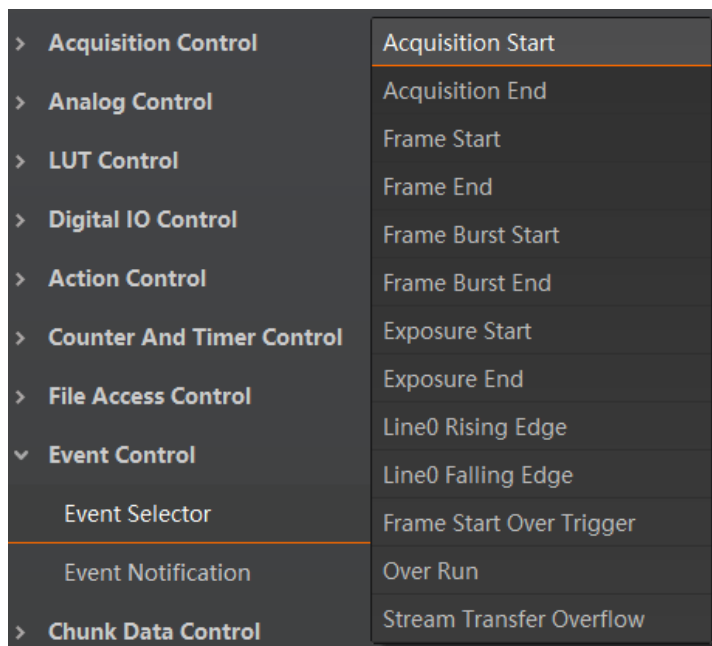 Acquisition Control
Analog Control
LUT Control
Digital IO Control
Action Control
Counter And Timer Control
File Access Control
Event Control
Event Selector
Event Notification
Chunk Data Control
Acquisition Start
Acquisition End
Frame Start
Frame End
Frame Burst Start
Frame Burst End
Exposure Start
Exposure End
Line0 Rising Edge
Line0 Falling Edge
Frame Start Over Trigger
Over Run
Stream Transfer Overflow